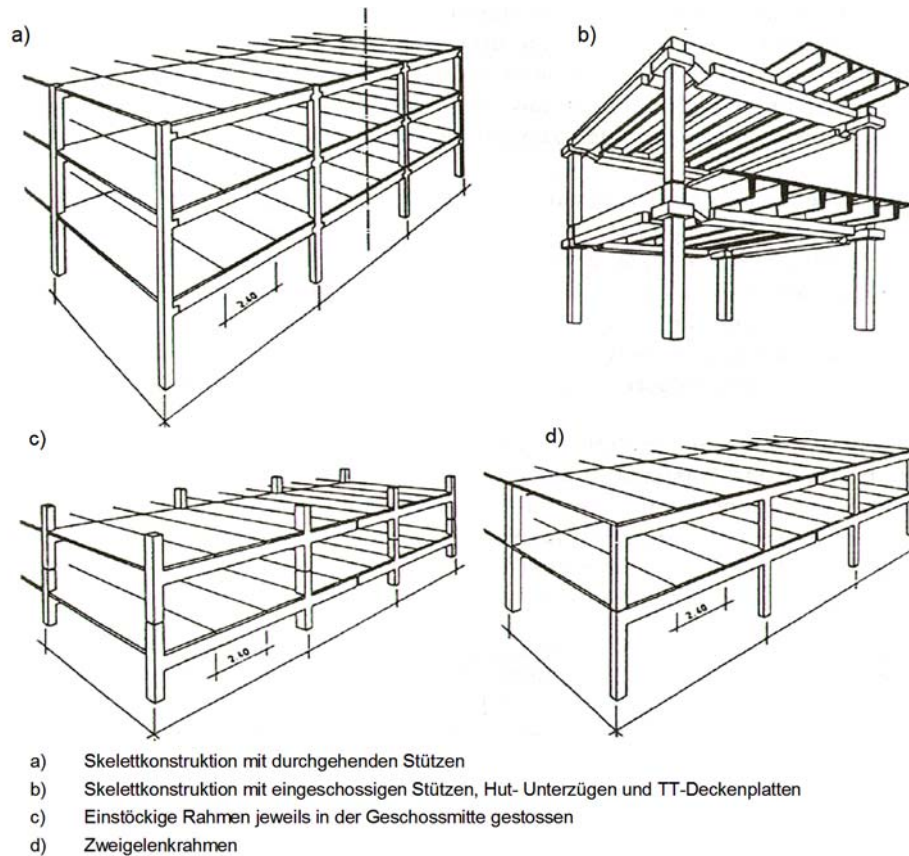 a)
b)
2.40
c)
d)
2.40
2.40
a) Skelettkonstruktion mit durchgehenden Stützen
b) Skelettkonstruktion mit eingeschossigen Stützen, Hut- Unterzügen und TT-Deckenplatten
c) Einstöckige Rahmen jeweils in der Geschossmitte gestossen
d) Zweigelenkrahmen